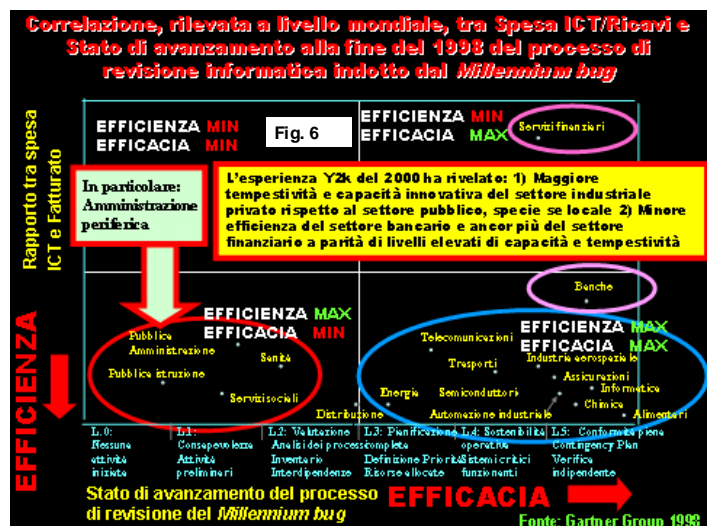 Correlazione, rilevata a livello mondiale, tra Spesa ICT/Ricavi e
Stato di avanzamento alla fine del 1998 del processo di
revisione informatica indotto dal Millennium bug
EFFICIENZA MIN
EFFICACIA MIN
Fig. 6
EFFICIENZA MIN
EFFICACIA MAX
Servizi finanziari
Rapporto tra spesa
ICT e Fatturato
In particolare:
Amministrazione
periferica
L'esperienza Y2k del 2000 ha rivelato: 1) Maggiore
tempestività e capacità innovativa del settore industriale
privato rispetto al settore pubblico, specie se locale 2) Minore
efficienza del settore bancario e ancor più del settore
finanziario a parità di livelli elevati di capacità e tempestività
Banche
EFFICIENZA MAX
EFFICACIA MIN
EFFICIENZA MAX
EFFICACIA MAX
Pubblica
Amministrazione
Sanità
Pubblica istruzione
Servizi sociali
Distribuzione
Telecomunicazioni
Trasporti
Energia
Semiconduttori
Automazione industriale
Industria aerospaziale
Assicurazioni
Informatica
Chimica
Alimentari
EFFICIENZA
L.0:
Nessuna
attività
iniziata
L1:
Consapevolezza
Attività
preliminari
L2: Valutazione
Analisi dei process
Inventario
Interdipendenze
L3: Pianificazione
complete
Definizione Priorità
Risorse allocate
L4: Sostenibilità
operative
Sistemi critici
funzionanti
L5: Conformità piena
Contingency Plan
Verifica
indipendente
Stato di avanzamento del processo
di revisione del Millennium bug
EFFICACIA
Fonte: Gartner Group 1998